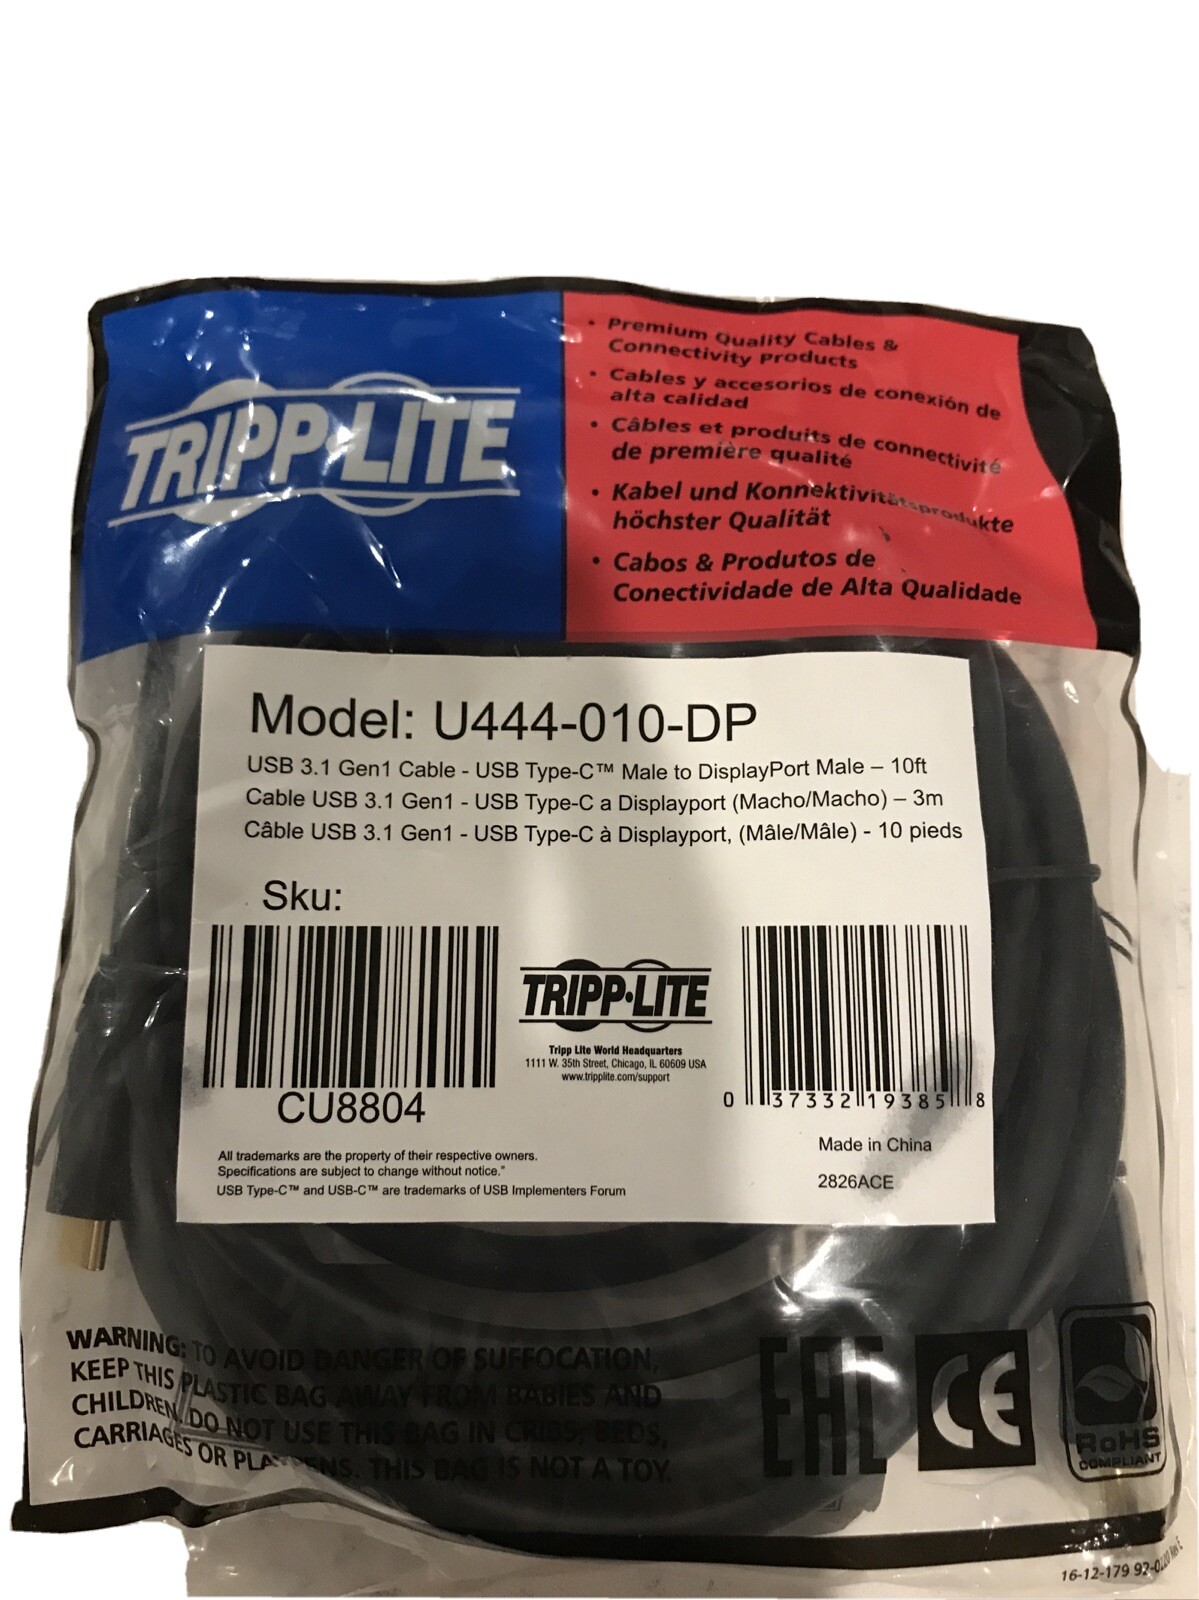 TRIPP·LITE
• Premium Quality Cables &
Connectivity Products
• Cables y accesorios de conexión de
alta calidad
• Câbles et produits de connectivité
de première qualité
• Kabel und Konnektivitätsprodukte
höchster Qualität
• Cabos & Produtos de
Conectividade de Alta Qualidade
Model: U444-010-DP
USB 3.1 Gen1 Cable - USB Type-C™ Male to DisplayPort Male – 10ft
Cable USB 3.1 Gen1 - USB Type-C a Displayport (Macho/Macho) – 3m
Câble USB 3.1 Gen1 - USB Type-C à Displayport, (Mâle/Mâle) - 10 pieds
Sku:
CU8804
TRIPP·LITE
Tripp Lite World Headquarters
1111 W. 35th Street, Chicago, IL 60609 USA
www.tripplite.com/support
0 37332 19385 8
Made in China
2826ACE
All trademarks are the property of their respective owners.
Specifications are subject to change without notice."
USB Type-C™ and USB-C™ are trademarks of USB Implementers Forum
WARNING: TO AVOID DANGER OF SUFFOCATION,
KEEP THIS PLASTIC BAG AWAY FROM BABIES AND
CHILDREN. DO NOT USE THIS BAG IN CRIBS, BEDS,
CARRIAGES OR PLAYPENS. THIS BAG IS NOT A TOY.
EAC
CE
RoHS
COMPLIANT
16-12-179